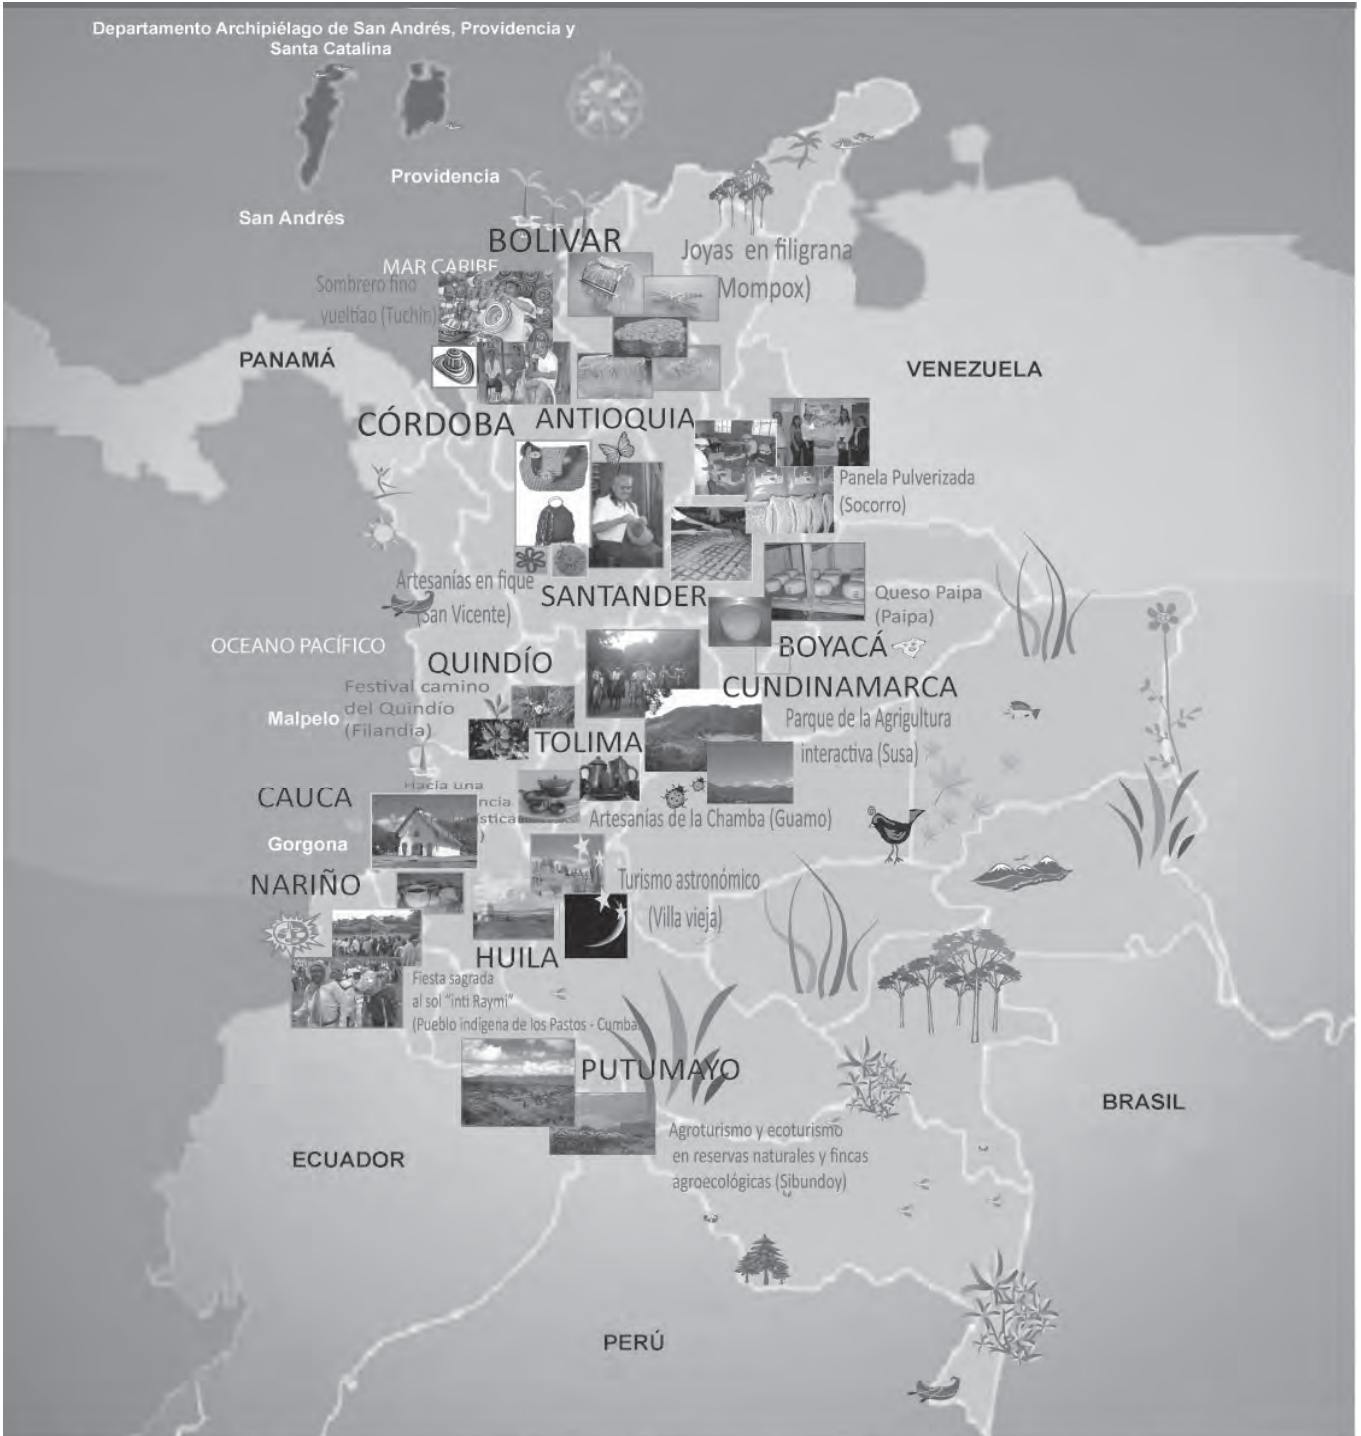 Departamento Archipiélago de San Andrés, Providencia y
Santa Catalina
Providencia
San Andrés
BOLIVAR
Joyas en filigrana
(Mompox)
MAR CARIBE
Sombrero fino
vueltiao (Tuchín)
PANAMÁ
VENEZUELA
CÓRDOBA
ANTIOQUIA
Panela Pulverizada
(Socorro)
Artesanías en fique
(San Vicente)
SANTANDER
Queso Paipa
(Paipa)
OCEANO PACÍFICO
BOYACÁ
QUINDÍO
CUNDINAMARCA
Festival camino
del Quindío
(Filandia)
Malpelo
Parque de la Agrigultura
interactiva (Susa)
TOLIMA
Hacia una
CAUCA
Artesanías de la Chamba (Guamo)
Gorgona
NARIÑO
Turismo astronómico
(Villa vieja)
HUILA
Fiesta sagrada
al sol "inti Raymi"
(Pueblo indígena de los Pastos - Cumba
PUTUMAYO
BRASIL
Agroturismo y ecoturismo
en reservas naturales y fincas
agroecológicas (Sibundoy)
ECUADOR
PERÚ